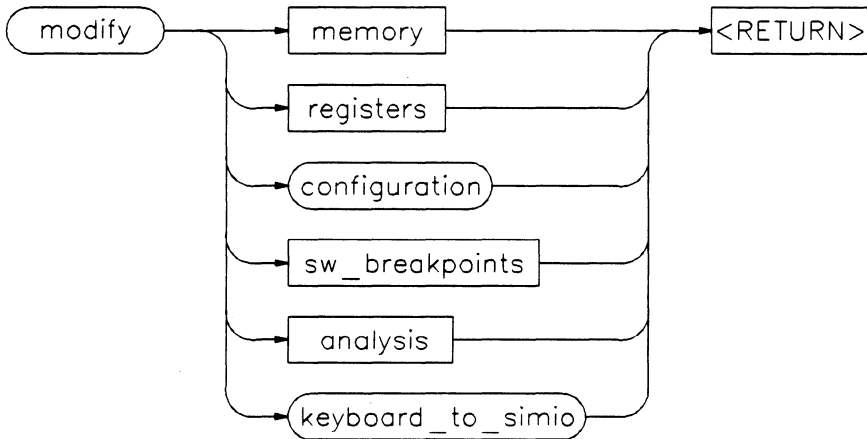 modify
memory
<RETURN>
registers
configuration
sw_breakpoints
analysis
keyboard_to_simio